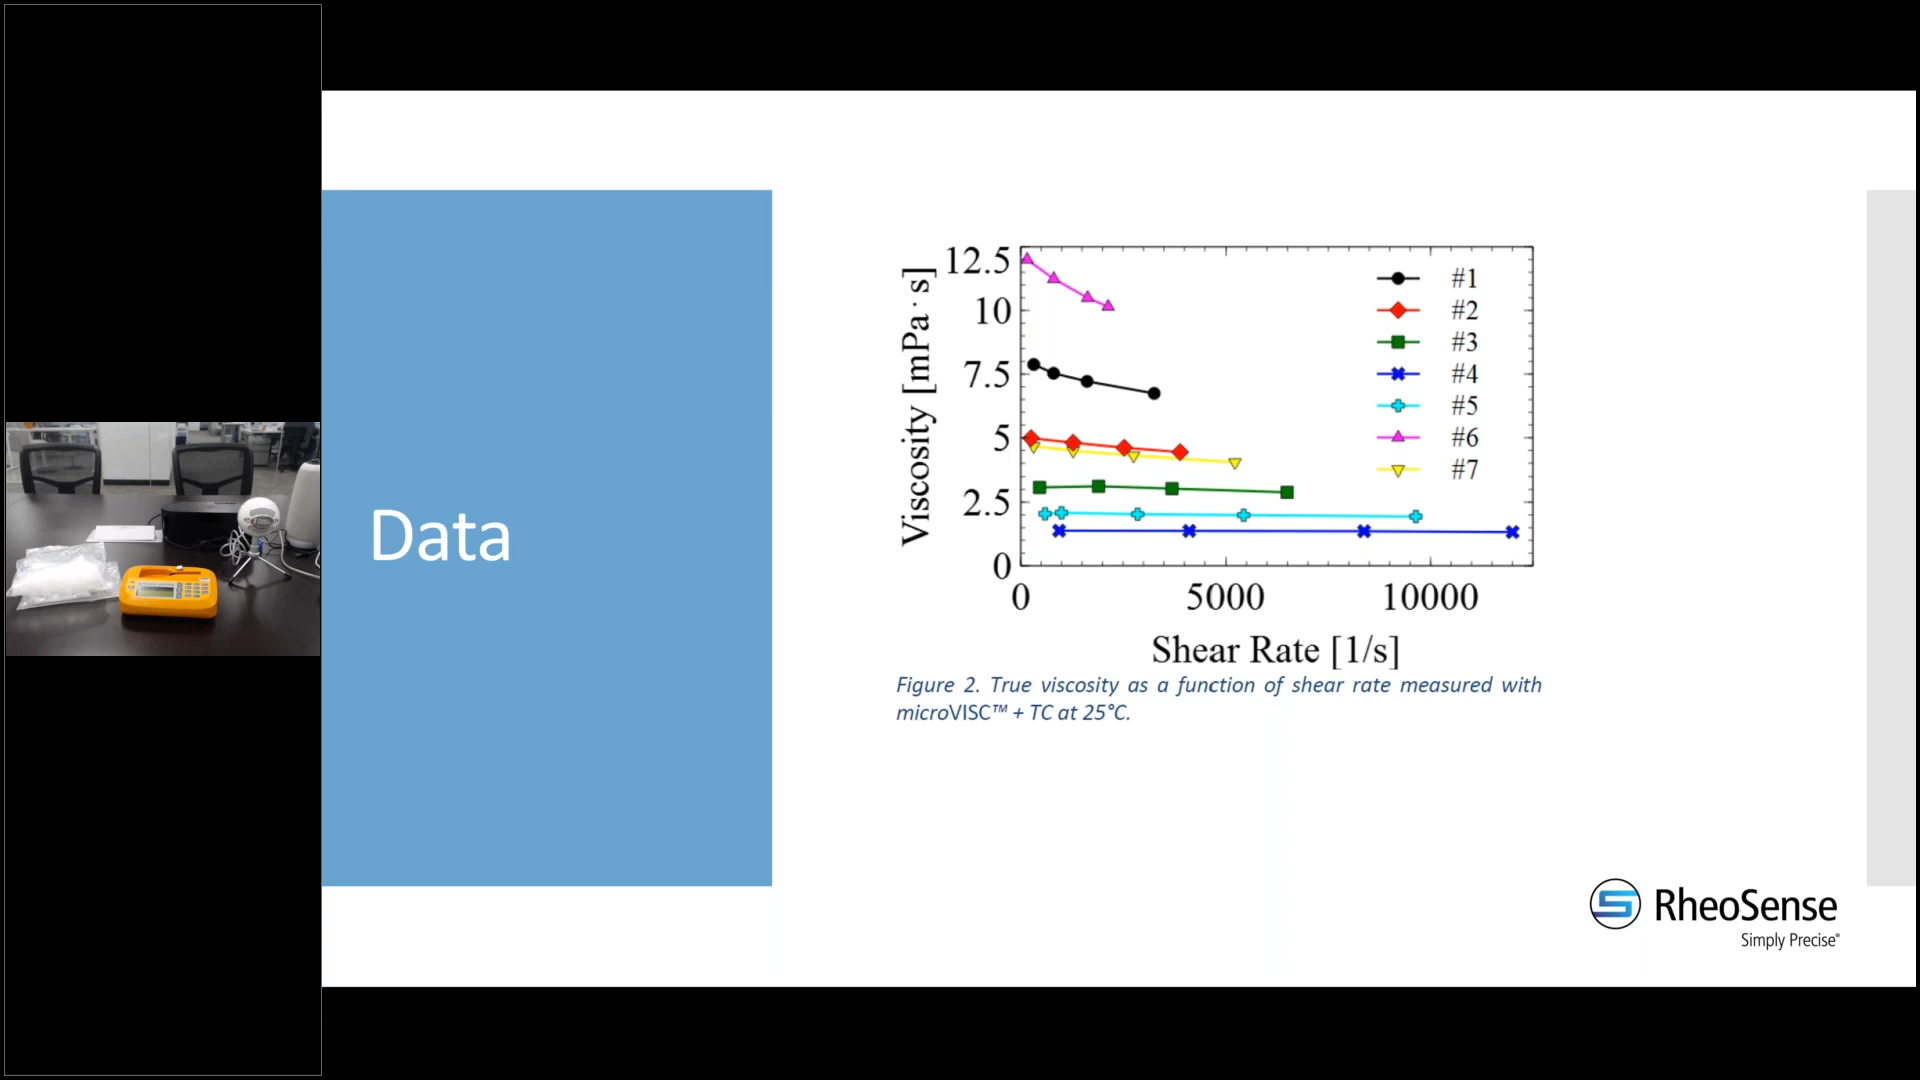 Data
Viscosity [mPa · s]
12.5
10
7.5
5
2.5
0
0 5000 10000
Shear Rate [1/s]
#1
#2
#3
#4
#5
#6
#7
Figure 2. True viscosity as a function of shear rate measured with
microVISC™ + TC at 25°C.
RheoSense
Simply Precise®